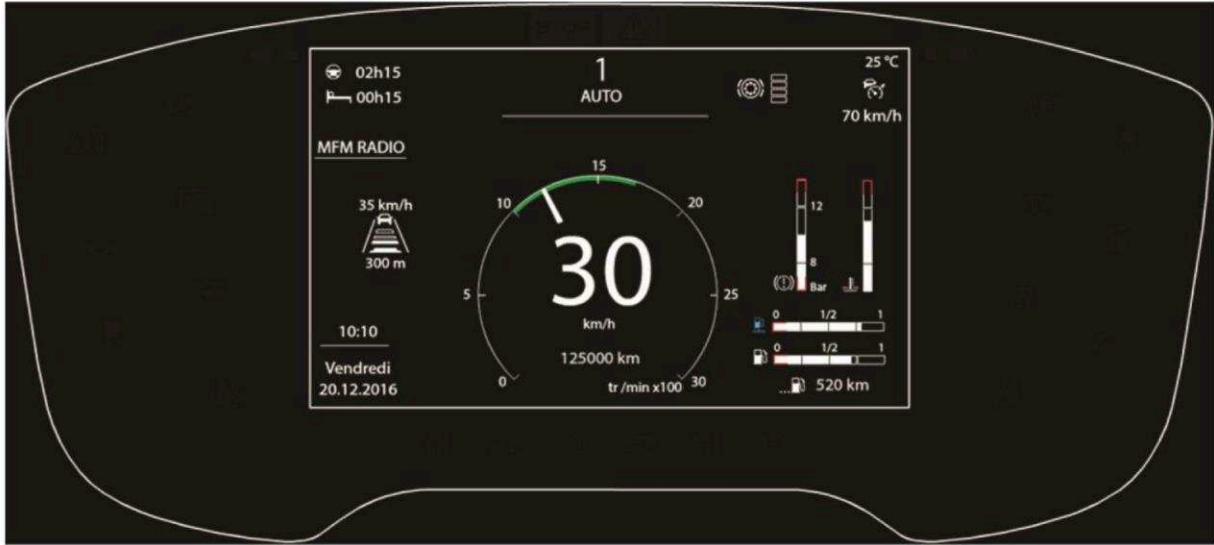 02h15
00h15
1
AUTO
25 °C
70 km/h
MFM RADIO
35 km/h
300 m
10:10
Vendredi
20.12.2016
0
5
10
15
20
25
30
30
km/h
125000 km
tr/min x100
12
8
Bar
0 1/2 1
0 1/2 1
... 520 km